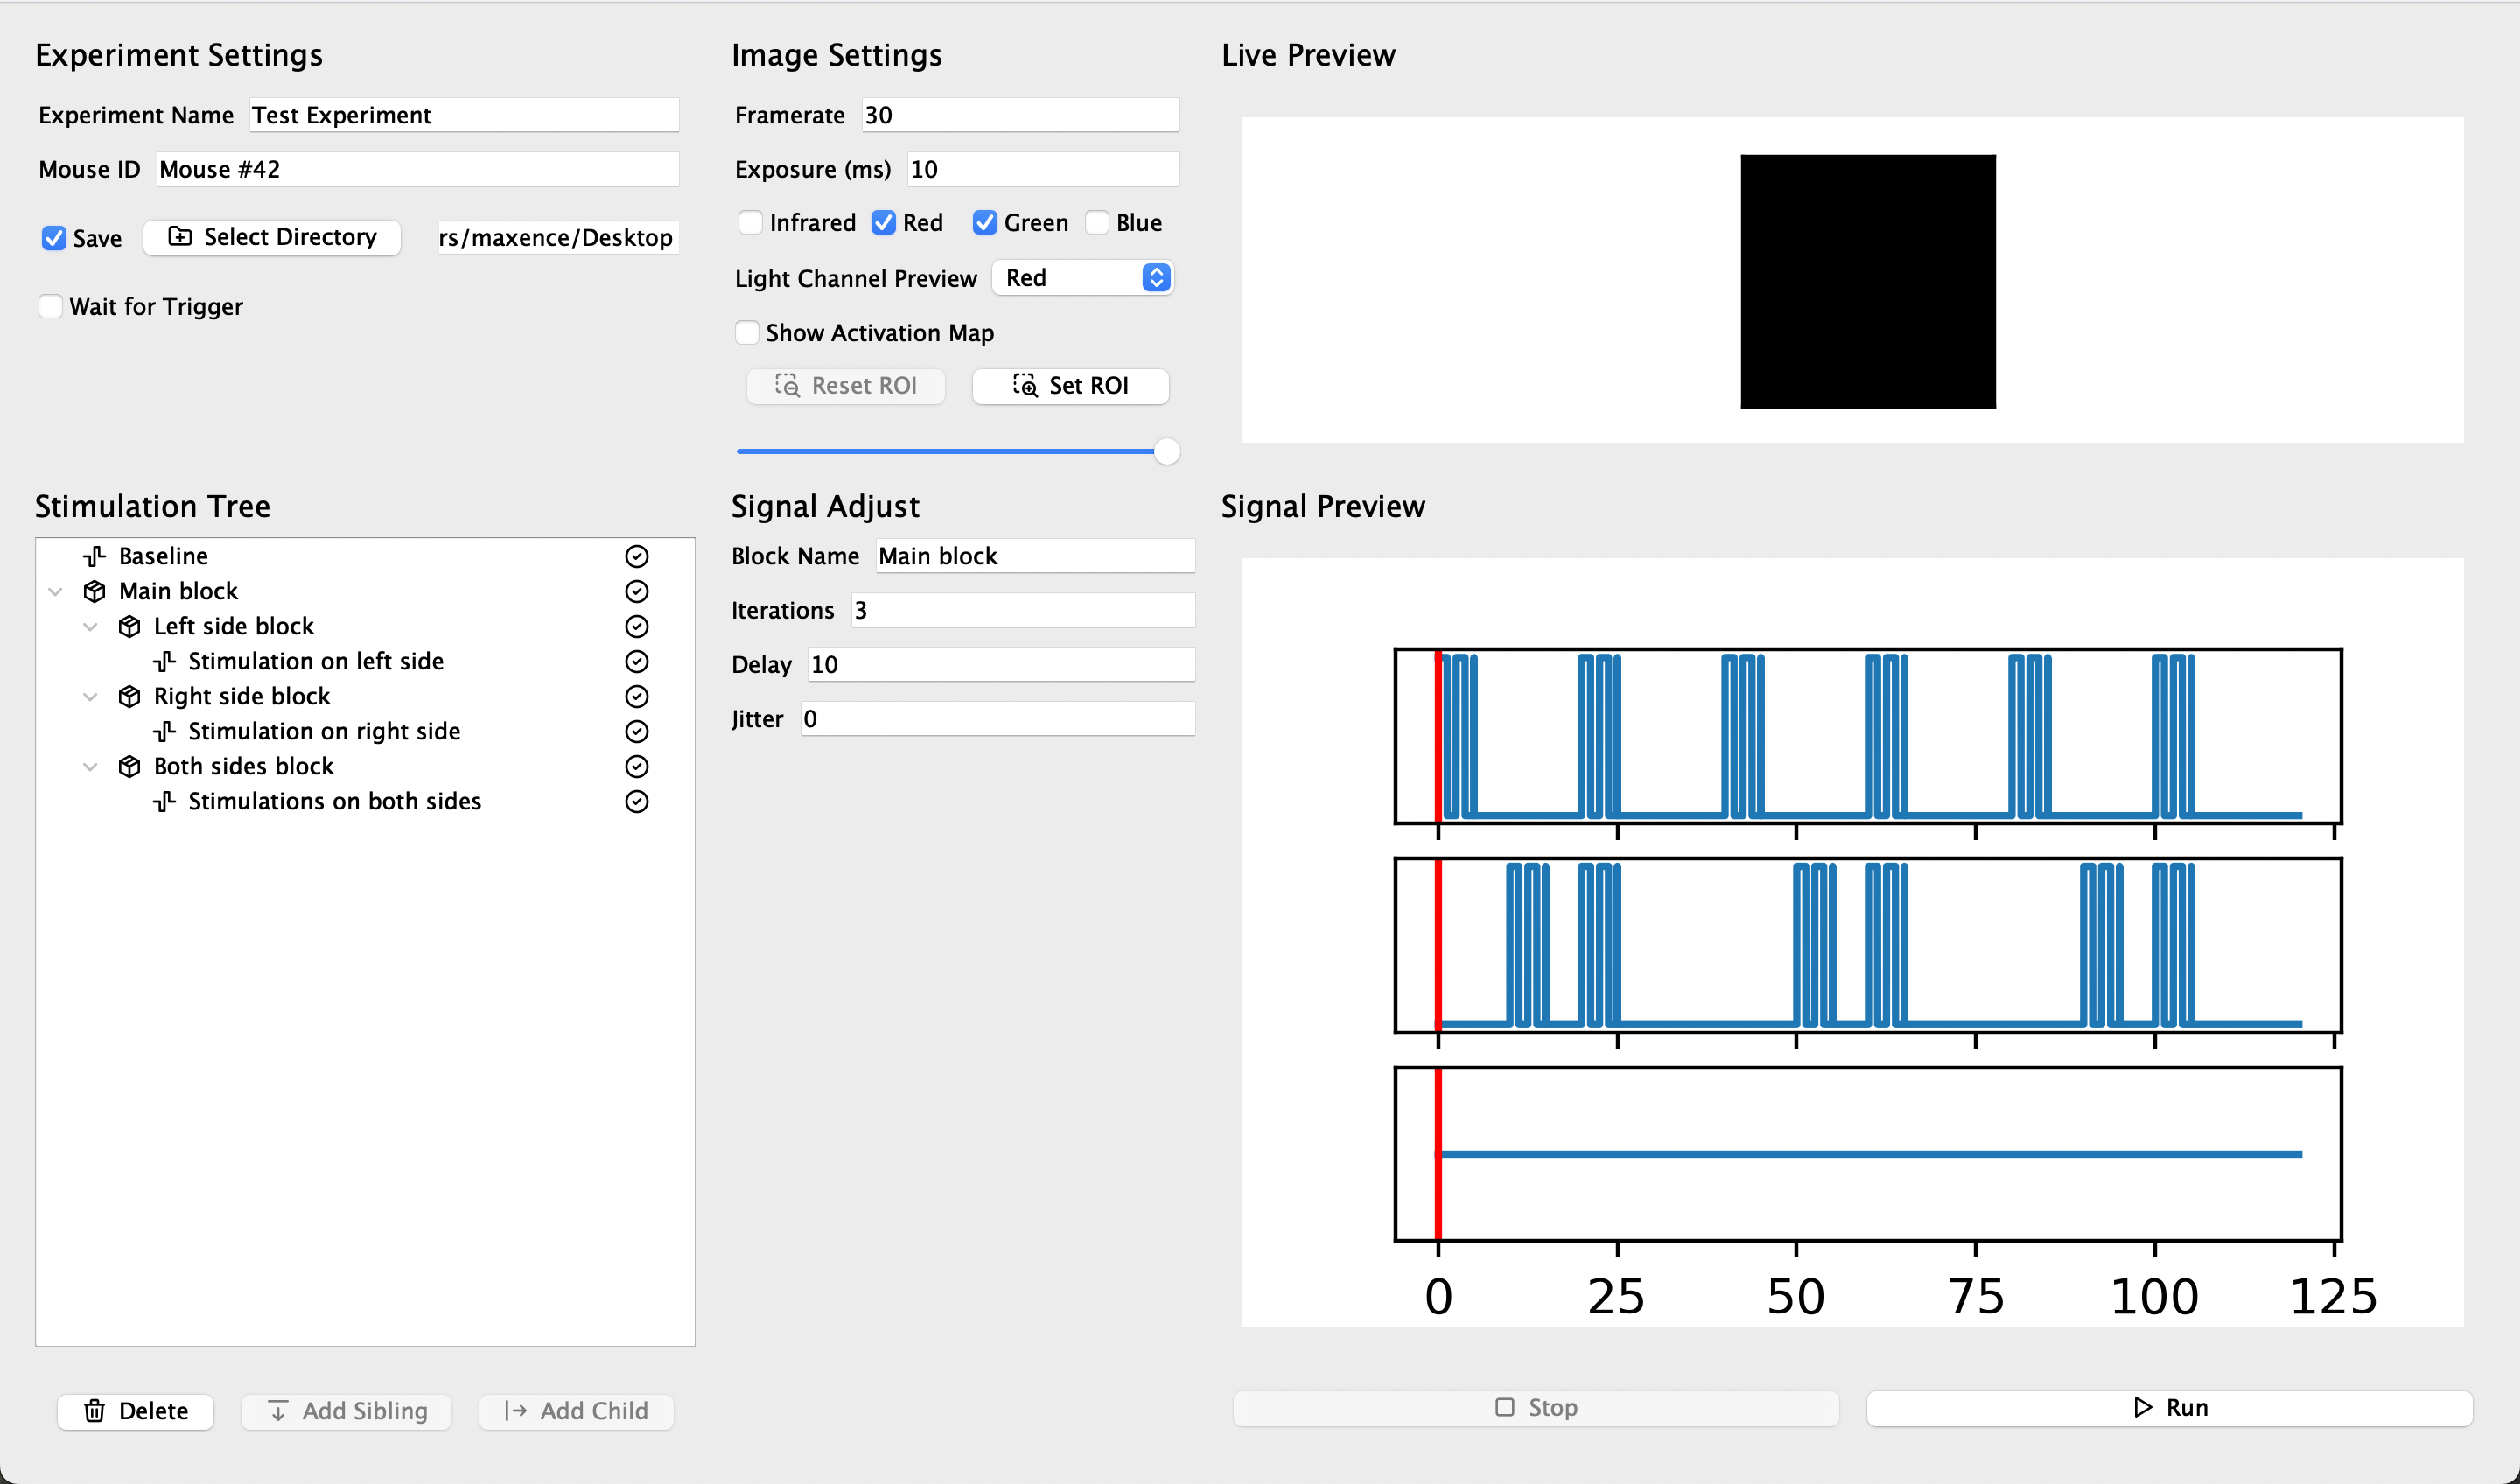 Experiment Settings
Experiment Name Test Experiment
Mouse ID Mouse #42
Save Select Directory rs/maxence/Desktop
Wait for Trigger
Image Settings
Framerate 30
Exposure (ms) 10
Infrared Red Green Blue
Light Channel Preview Red
Show Activation Map
Reset ROI Set ROI
Live Preview
Stimulation Tree
Baseline
Main block
Left side block
Stimulation on left side
Right side block
Stimulation on right side
Both sides block
Stimulations on both sides
Delete Add Sibling Add Child
Signal Adjust
Block Name Main block
Iterations 3
Delay 10
Jitter 0
Signal Preview
0 25 50 75 100 125
Stop Run